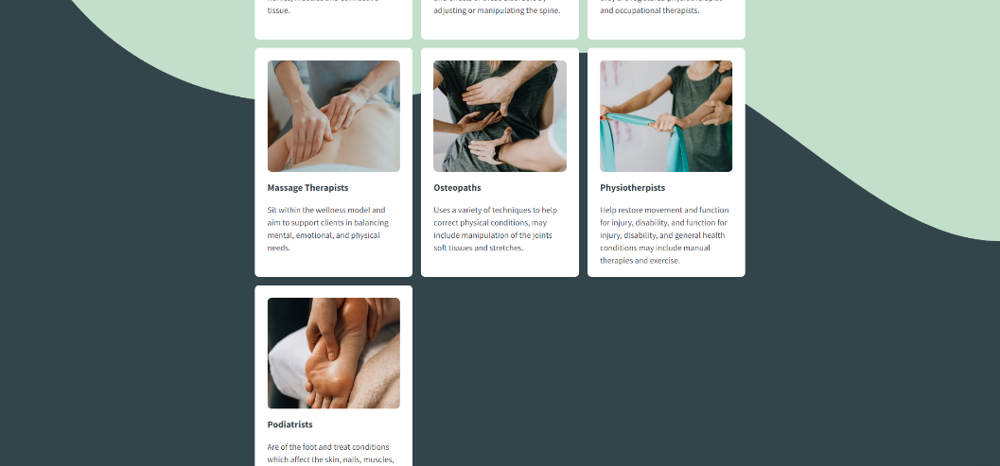 tissue.
adjusting or manipulating the spine.
and occupational therapists.
Massage Therapists
Sit within the wellness model and
aim to support clients in balancing
mental, emotional, and physical
needs.
Osteopaths
Uses a variety of techniques to help
correct physical conditions, may
include manipulation of the joints
soft tissues and stretches.
Physiotherpists
Help restore movement and function
for injury, disability, and function for
injury, disability, and general health
conditions may include manual
therapies and exercise.
Podiatrists
Are of the foot and treat conditions
which affect the skin, nails, muscles,